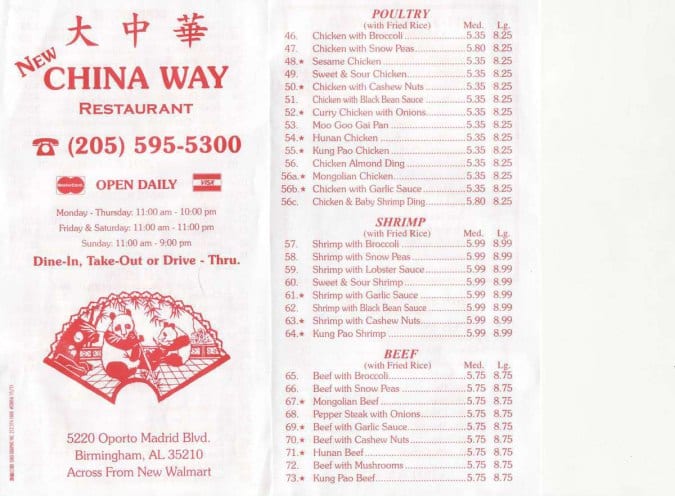 大中華
New
CHINA WAY
RESTAURANT
☎ (205) 595-5300
MasterCard OPEN DAILY VISA
Monday - Thursday: 11:00 am - 10:00 pm
Friday & Saturday: 11:00 am - 11:00 pm
Sunday: 11:00 am - 9:00 pm
Dine-In, Take-Out or Drive - Thru.
5220 Oporto Madrid Blvd.
Birmingham, AL 35210
Across From New Walmart
POULTRY
(with Fried Rice) Med. Lg.
46. Chicken with Broccoli 5.35 8.25
47. Chicken with Snow Peas 5.80 8.25
48.★ Sesame Chicken 5.35 8.25
49. Sweet & Sour Chicken 5.35 8.25
50.★ Chicken with Cashew Nuts 5.35 8.25
51. Chicken with Black Bean Sauce 5.35 8.25
52.★ Curry Chicken with Onions 5.35 8.25
53. Moo Goo Gai Pan 5.35 8.25
54.★ Hunan Chicken 5.35 8.25
55.★ Kung Pao Chicken 5.35 8.25
56. Chicken Almond Ding 5.35 8.25
56a.★ Mongolian Chicken 5.35 8.25
56b.★ Chicken with Garlic Sauce 5.35 8.25
56c. Chicken & Baby Shrimp Ding 5.80 8.25
SHRIMP
(with Fried Rice) Med. Lg.
57. Shrimp with Broccoli 5.99 8.99
58. Shrimp with Snow Peas 5.99 8.99
59. Shrimp with Lobster Sauce 5.99 8.99
60. Sweet & Sour Shrimp 5.99 8.99
61.★ Shrimp with Garlic Sauce 5.99 8.99
62. Shrimp with Black Bean Sauce 5.99 8.99
63.★ Shrimp with Cashew Nuts 5.99 8.99
64.★ Kung Pao Shrimp 5.99 8.99
BEEF
(with Fried Rice) Med. Lg.
65. Beef with Broccoli 5.75 8.75
66. Beef with Snow Peas 5.75 8.75
67.★ Mongolian Beef 5.75 8.75
68. Pepper Steak with Onions 5.75 8.75
69.★ Beef with Garlic Sauce 5.75 8.75
70.★ Beef with Cashew Nuts 5.75 8.75
71.★ Hunan Beef 5.75 8.75
72. Beef with Mushrooms 5.75 8.75
73.★ Kung Pao Beef 5.75 8.75